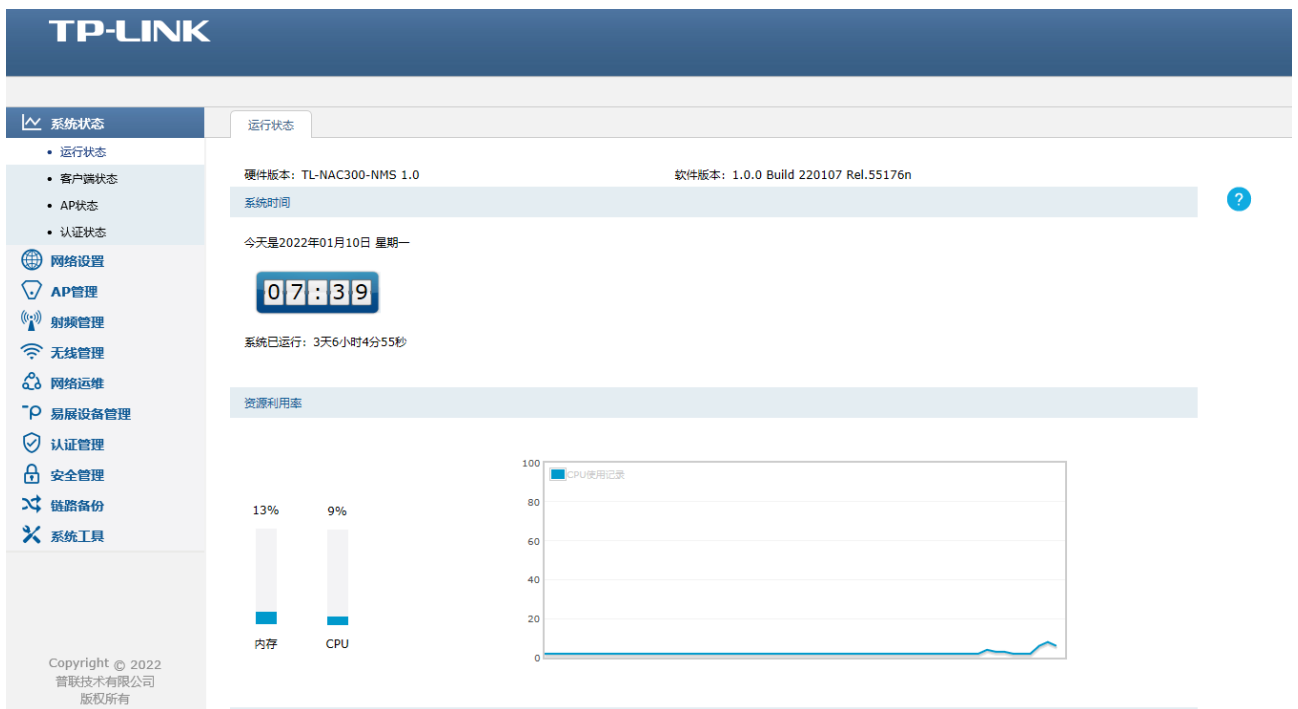 TP-LINK
系统状态
运行状态
客户端状态
AP状态
认证状态
网络设置
AP管理
射频管理
无线管理
网络运维
易展设备管理
认证管理
安全管理
链路备份
系统工具
Copyright © 2022
普联技术有限公司
版权所有
运行状态
硬件版本：TL-NAC300-NMS 1.0 软件版本：1.0.0 Build 220107 Rel.55176n
系统时间
?
今天是2022年01月10日 星期一
07:39
系统已运行：3天6小时4分55秒
资源利用率
13% 9%
内存 CPU
CPU使用记录
100
80
60
40
20
0